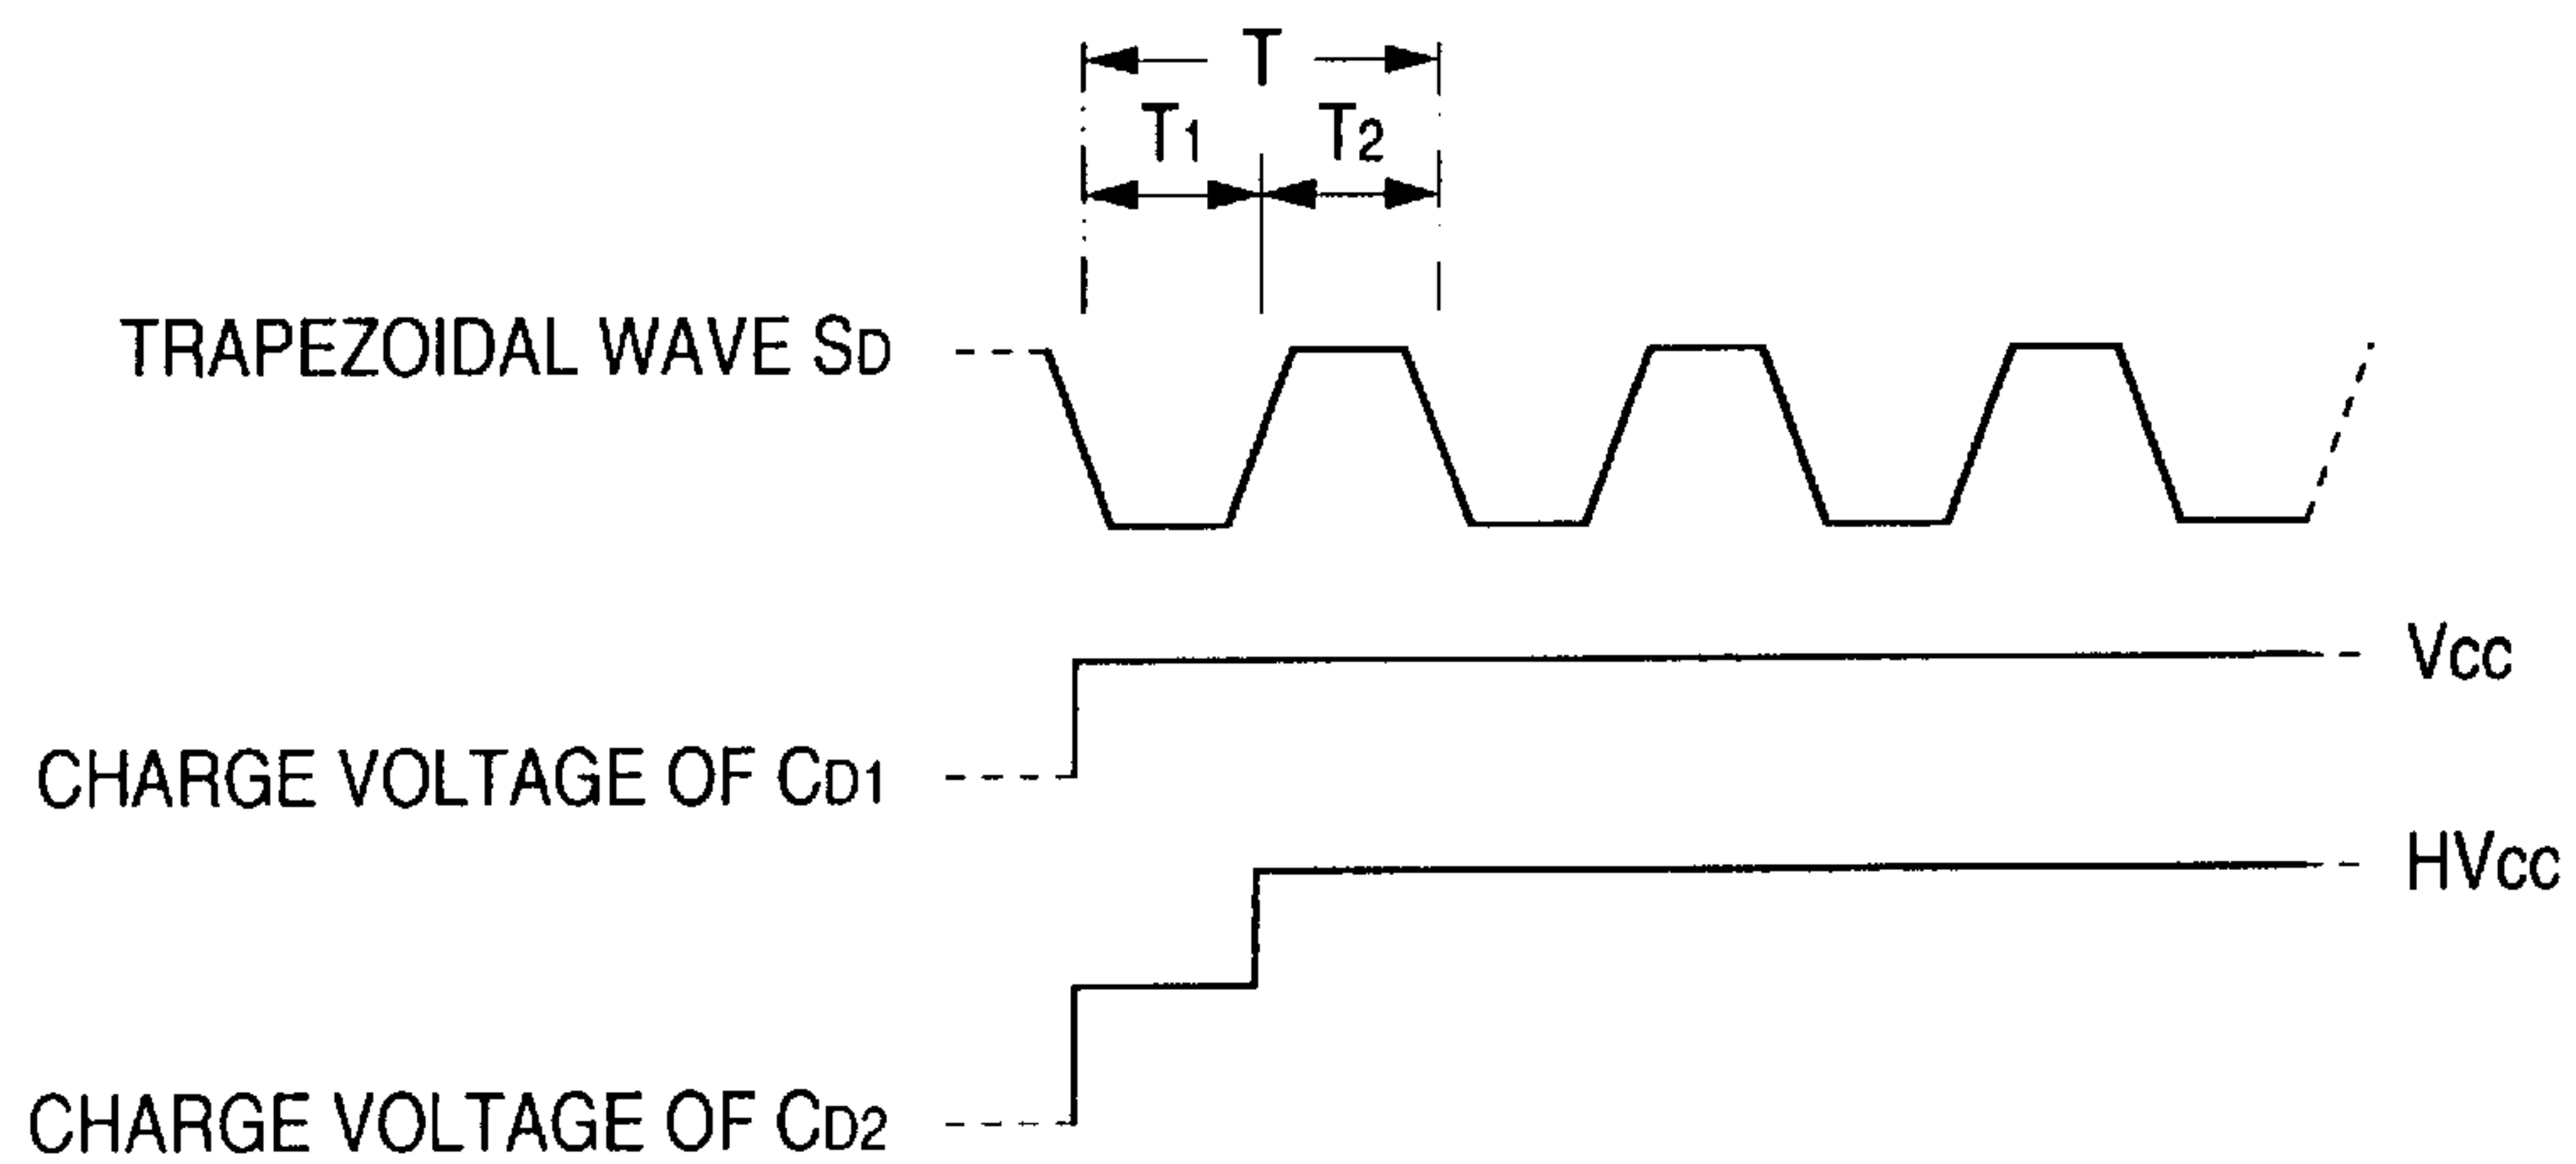 T
T1 T2
TRAPEZOIDAL WAVE SD
VCC
CHARGE VOLTAGE OF CD1
HVCC
CHARGE VOLTAGE OF CD2